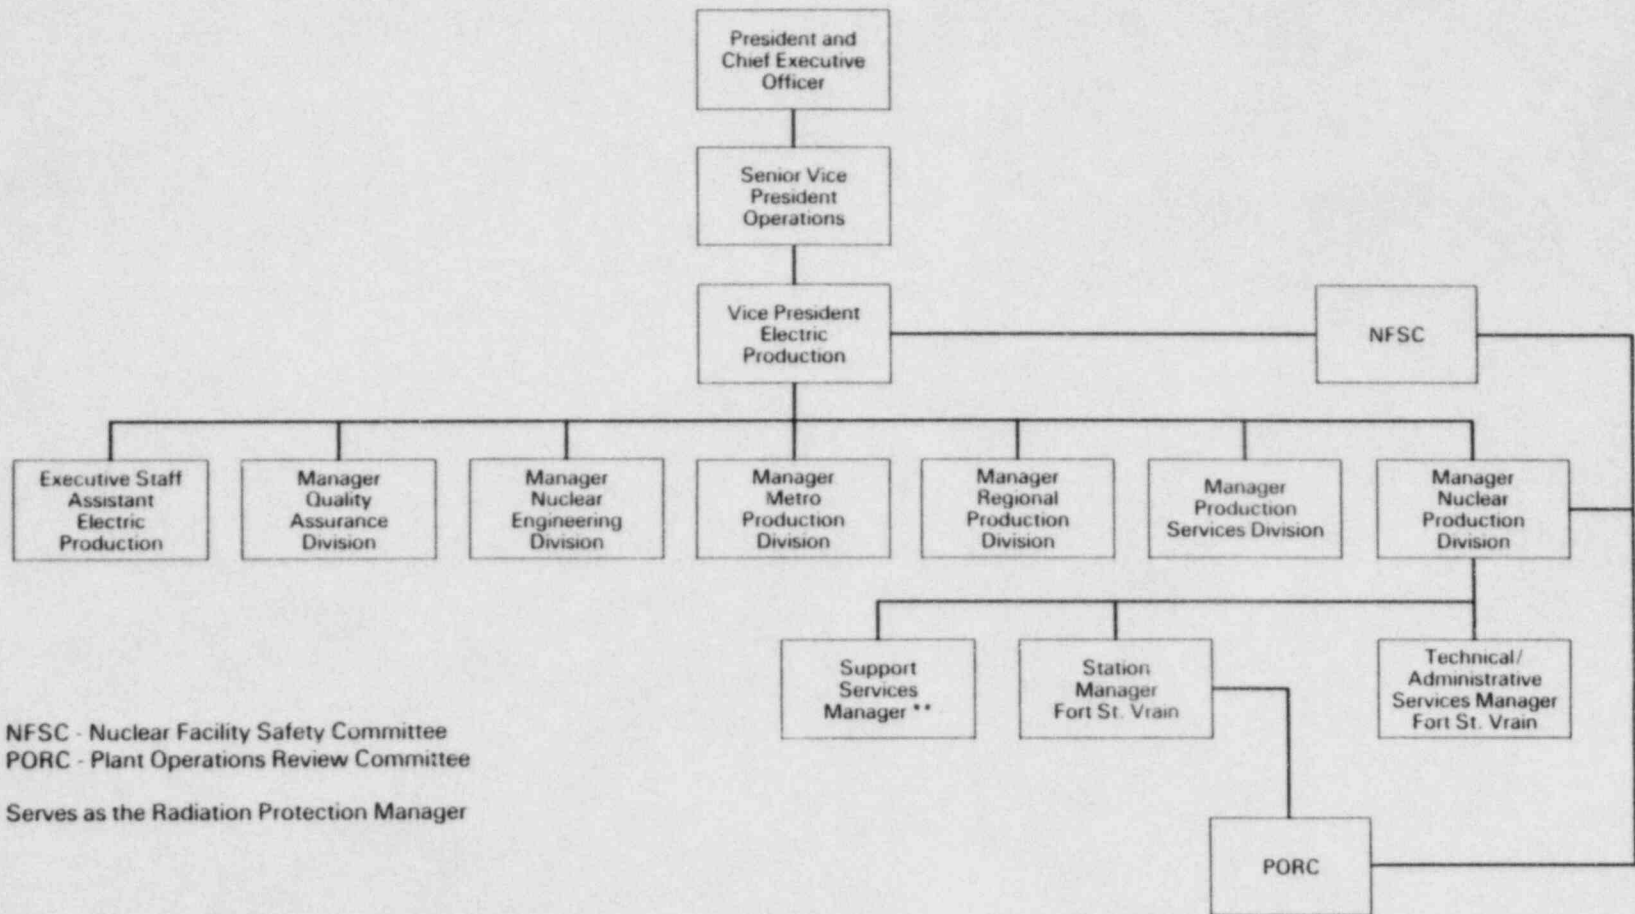 President and
Chief Executive
Officer
Senior Vice
President
Operations
Vice President
Electric
Production
NFSC
Executive Staff
Assistant
Electric
Production
Manager
Quality
Assurance
Division
Manager
Nuclear
Engineering
Division
Manager
Metro
Production
Division
Manager
Regional
Production
Division
Manager
Production
Services Division
Manager
Nuclear
Production
Division
Support
Services
Manager **
Station
Manager
Fort St. Vrain
Technical/
Administrative
Services Manager
Fort St. Vrain
NFSC - Nuclear Facility Safety Committee
PORC - Plant Operations Review Committee
Serves as the Radiation Protection Manager
PORC